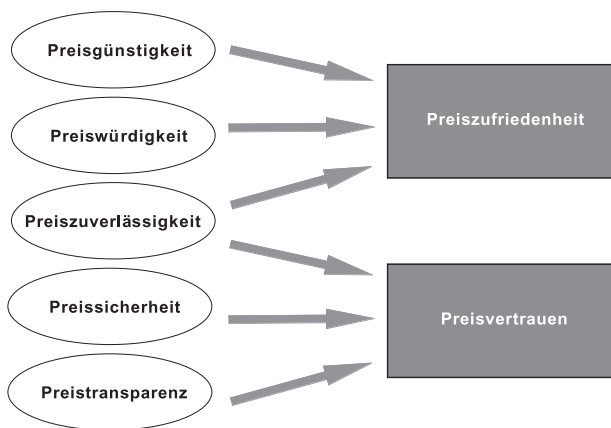 Preisgünstigkeit
Preiswürdigkeit
Preiszuverlässigkeit
Preissicherheit
Preistransparenz
Preiszufriedenheit
Preisvertrauen